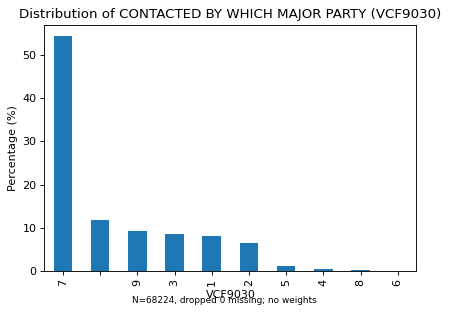 Distribution of CONTACTED BY WHICH MAJOR PARTY (VCF9030)
Percentage (%)
50
40
30
20
10
0
7 9 3 1 2 5 4 8 6
VCF9030
N=68224, dropped 0 missing; no weights